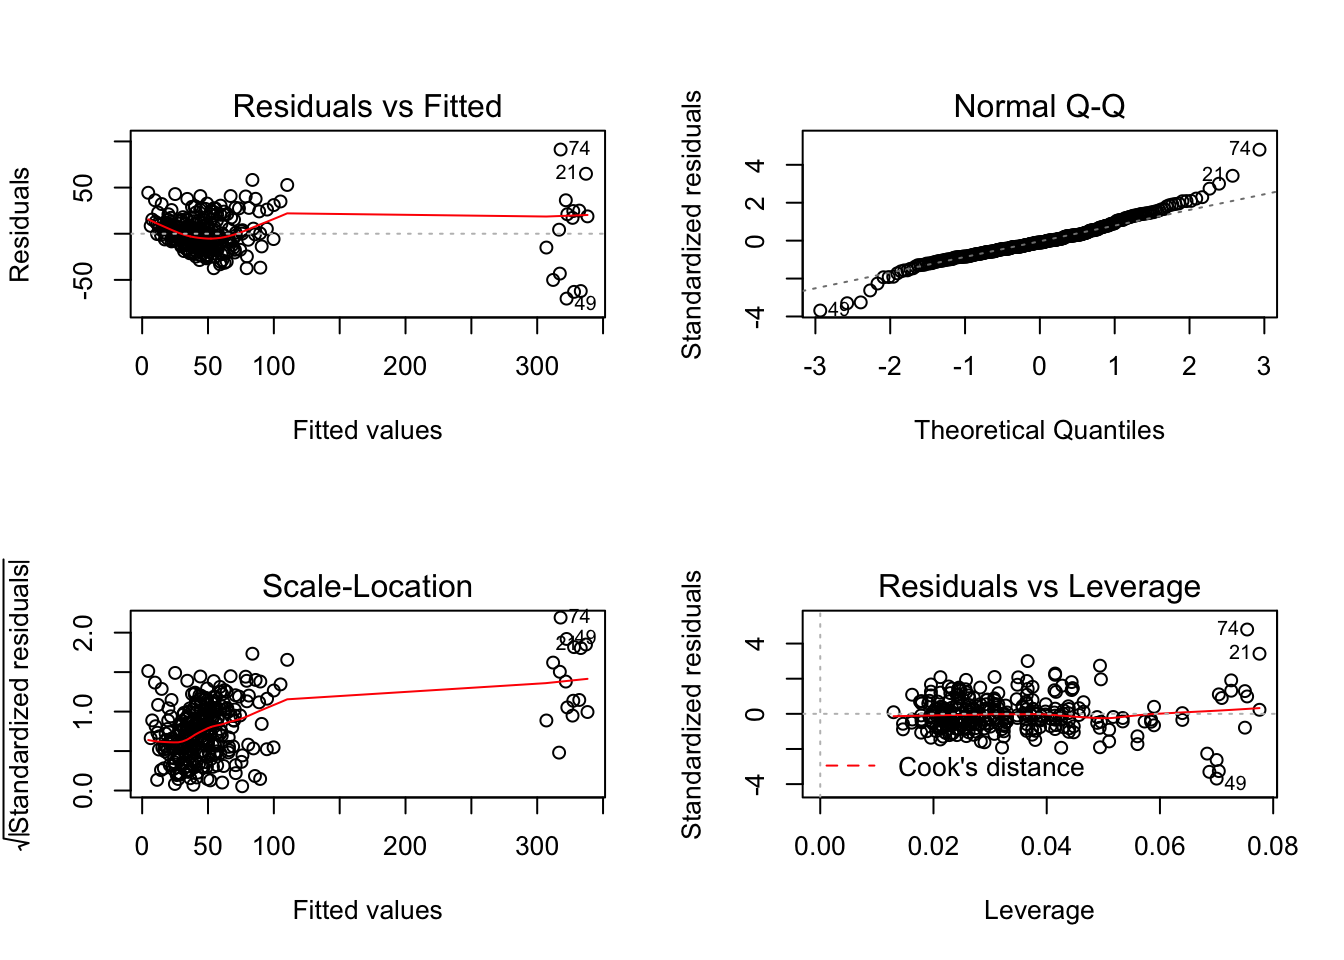 Residuals vs Fitted
Residuals
50
-50
74
21
49
0 50 100 200 300
Fitted values
Normal Q-Q
Standardized residuals
4
2
0
-4
74
21
49
-3 -2 -1 0 1 2 3
Theoretical Quantiles
Scale-Location
√|Standardized residuals|
2.0
1.0
0.0
74
49
21
0 50 100 200 300
Fitted values
Residuals vs Leverage
Standardized residuals
4
0
-4
74
21
49
Cook's distance
0.00 0.02 0.04 0.06 0.08
Leverage